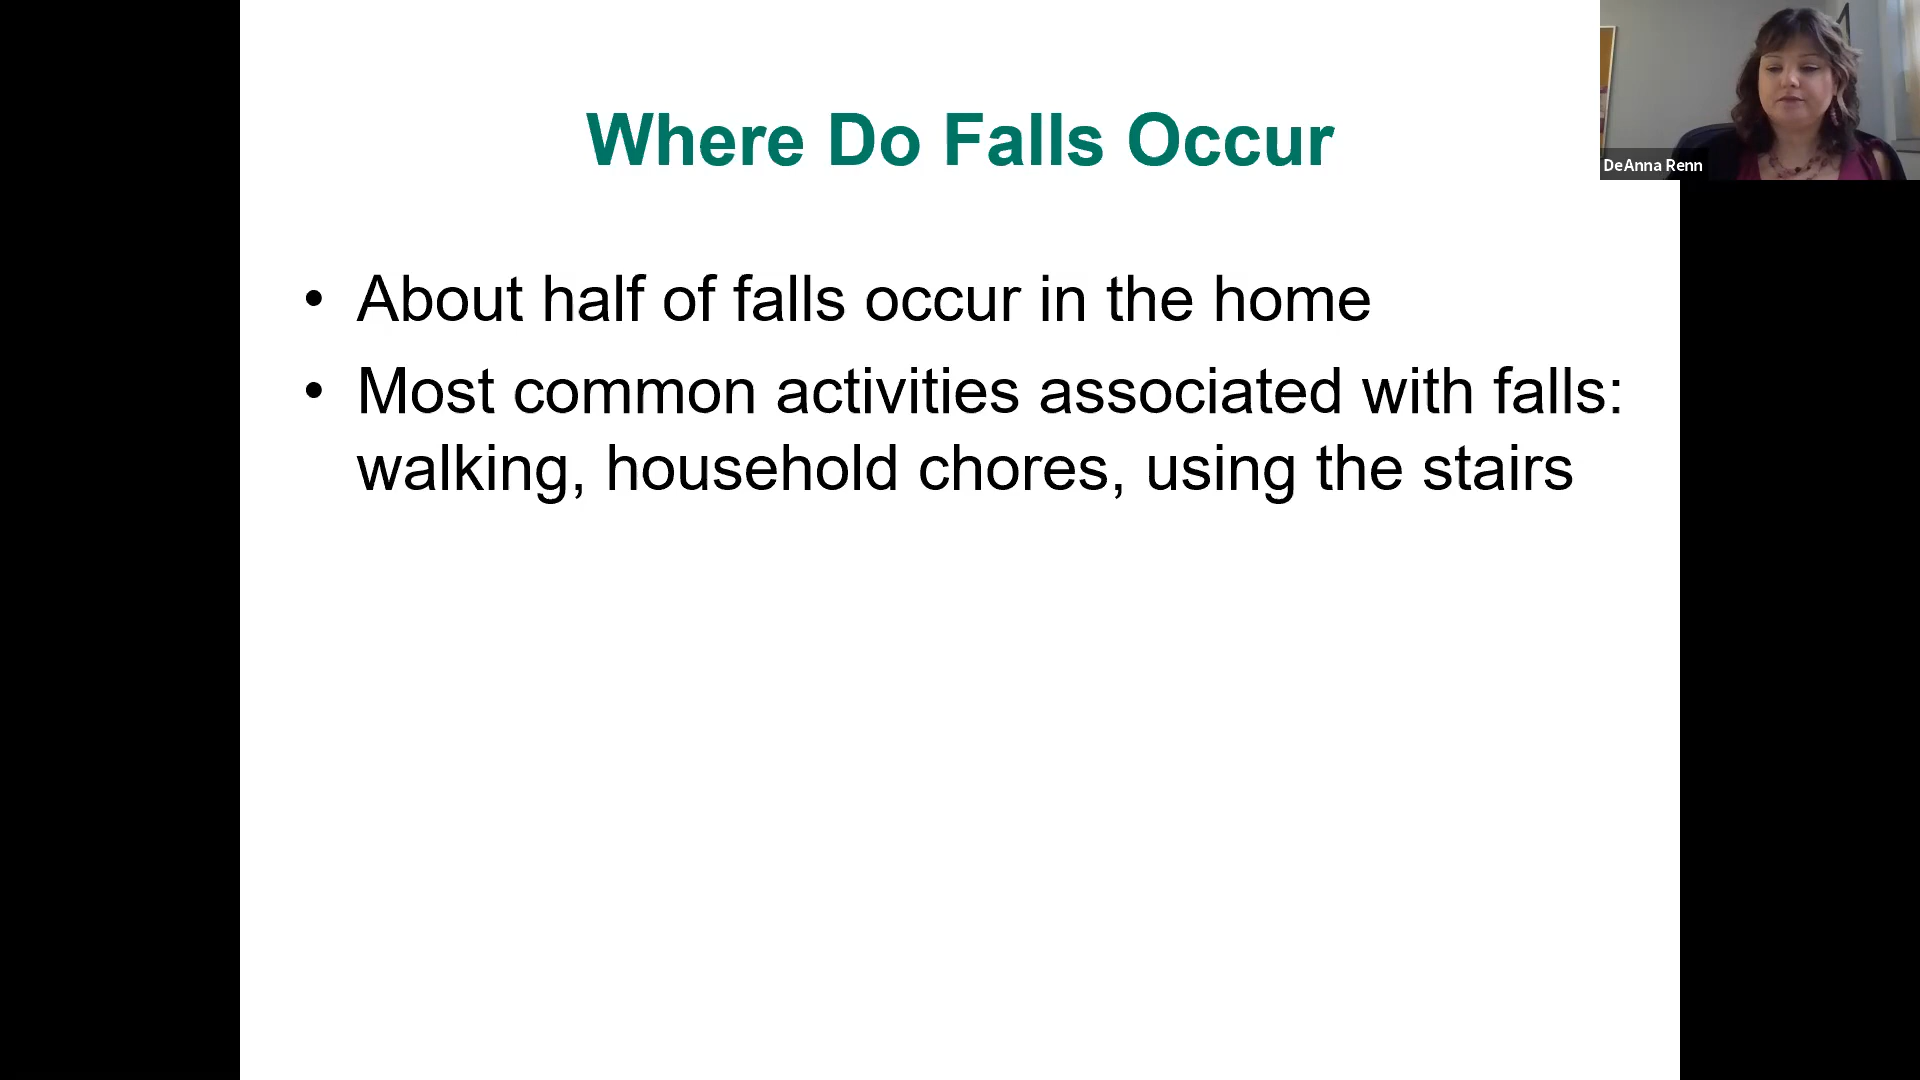 Where Do Falls Occur
DeAnna Renn
• About half of falls occur in the home
• Most common activities associated with falls:
walking, household chores, using the stairs